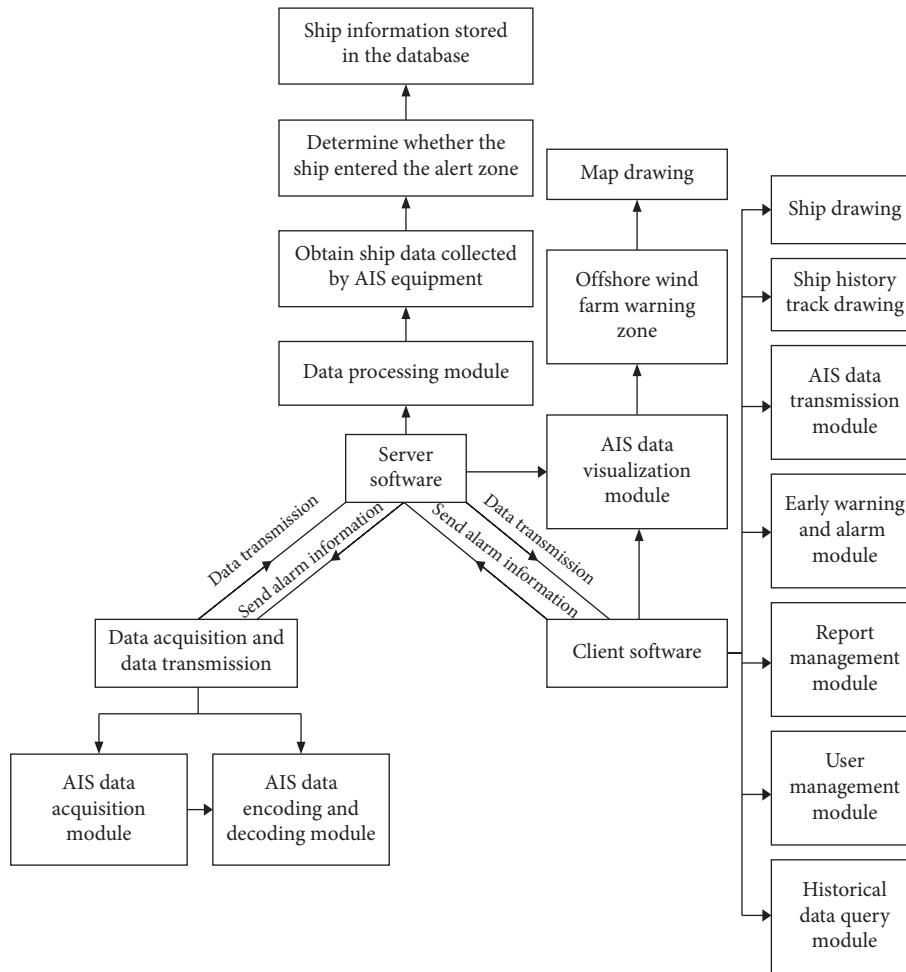 Ship information stored
in the database
Determine whether the
ship entered the alert zone
Map drawing
Ship drawing
Obtain ship data collected
by AIS equipment
Offshore wind
farm warning
zone
Ship history
track drawing
Data processing module
AIS data
transmission
module
Server
software
AIS data
visualization
module
Early warning
and alarm
module
Data transmission
Send alarm information
Send alarm information
Data transmission
Data acquisition and
data transmission
Client software
Report
management
module
AIS data
acquisition
module
AIS data
encoding and
decoding module
User
management
module
Historical
data query
module